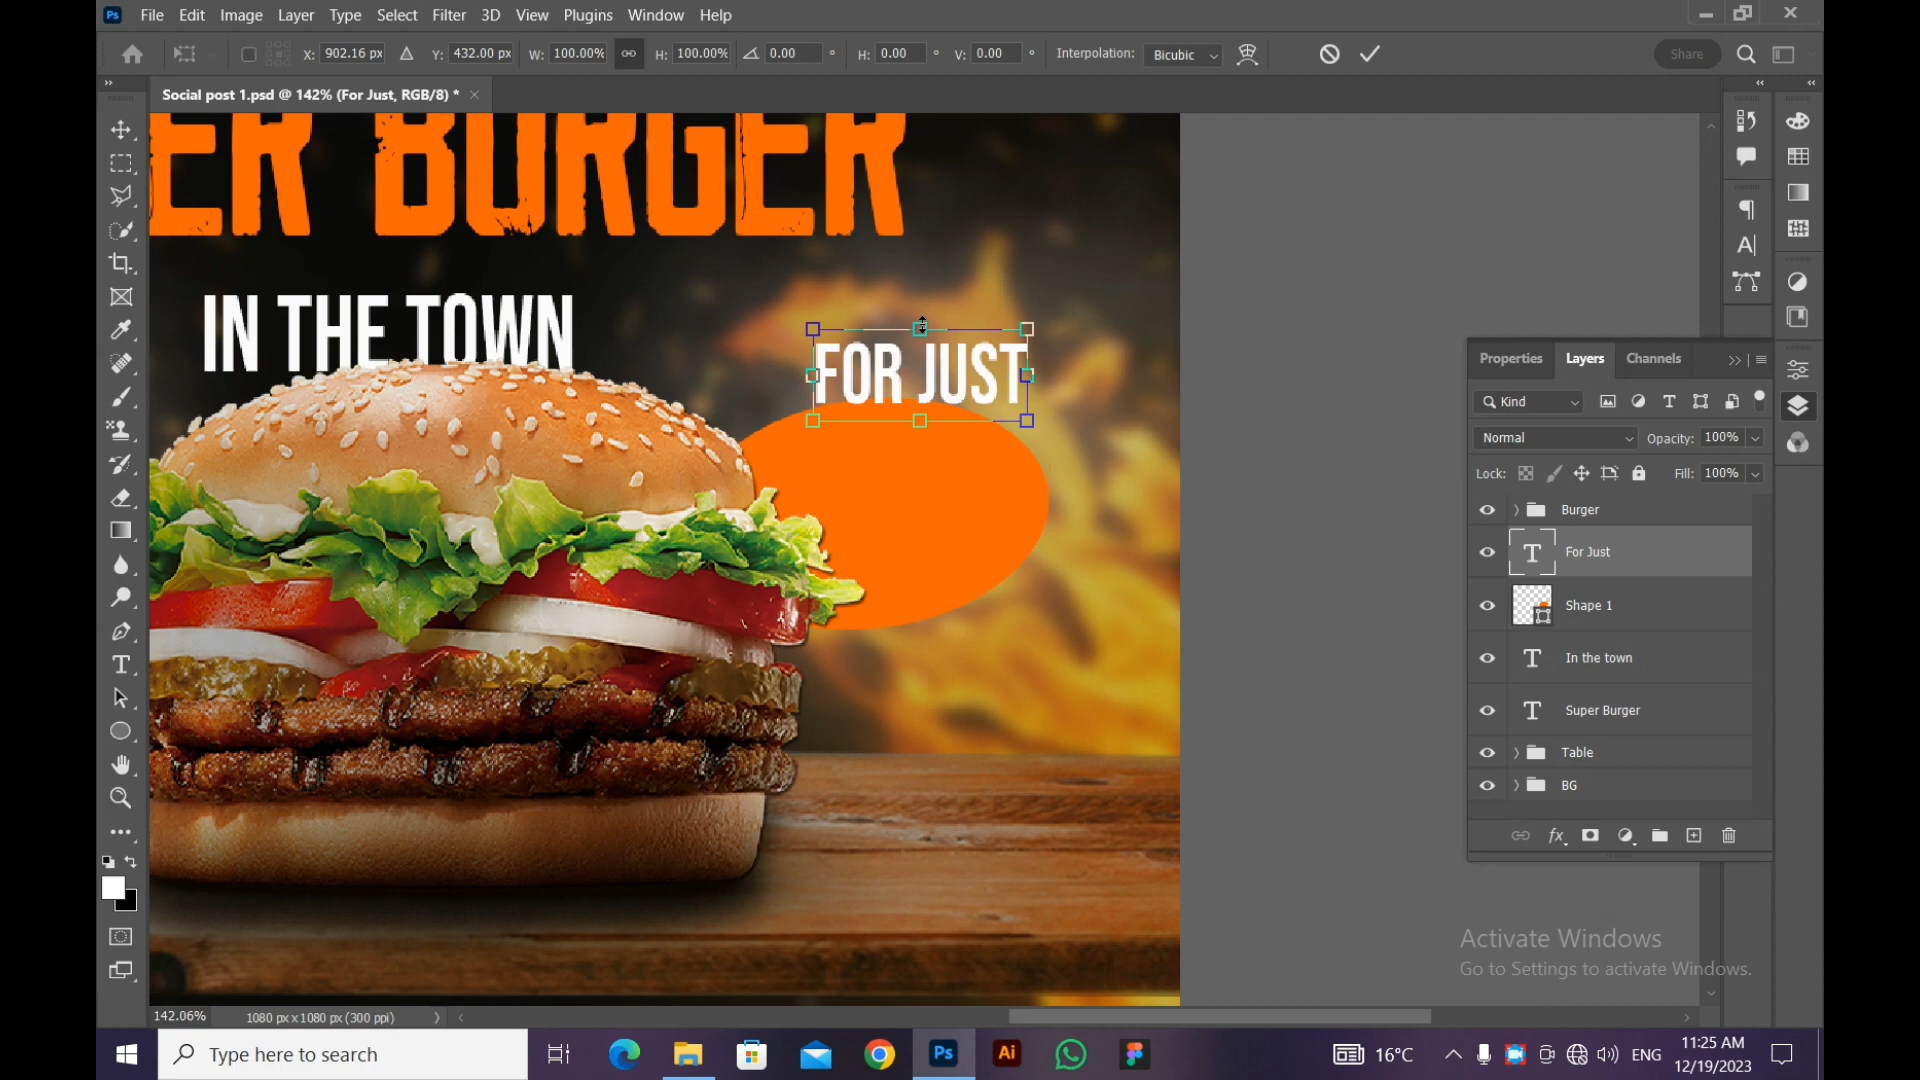 Ps File Edit Image Layer Type Select Filter 3D View Plugins Window Help
X: 902.16 px Y: 432.00 px W: 100.00% H: 100.00% 0.00 ° H: 0.00 ° V: 0.00 ° Interpolation: Bicubic Share
Social post 1.psd @ 142% (For Just, RGB/8) *
ER BURGER
IN THE TOWN
FOR JUST
Properties Layers Channels
Kind
Normal Opacity: 100%
Lock: Fill: 100%
Burger
For Just
Shape 1
In the town
Super Burger
Table
BG
fx
Activate Windows
Go to Settings to activate Windows.
142.06% 1080 px x 1080 px (300 ppi)
Type here to search
Ps Ai
16°C
ENG
11:25 AM
12/19/2023